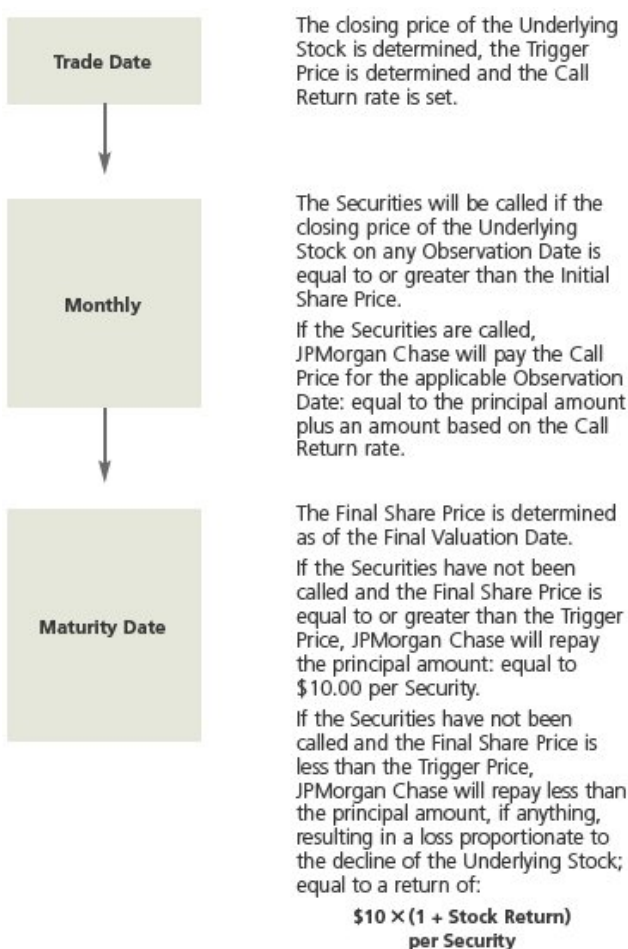 Trade Date
The closing price of the Underlying
Stock is determined, the Trigger
Price is determined and the Call
Return rate is set.
Monthly
The Securities will be called if the
closing price of the Underlying
Stock on any Observation Date is
equal to or greater than the Initial
Share Price.
If the Securities are called,
JPMorgan Chase will pay the Call
Price for the applicable Observation
Date: equal to the principal amount
plus an amount based on the Call
Return rate.
Maturity Date
The Final Share Price is determined
as of the Final Valuation Date.
If the Securities have not been
called and the Final Share Price is
equal to or greater than the Trigger
Price, JPMorgan Chase will repay
the principal amount: equal to
$10.00 per Security.
If the Securities have not been
called and the Final Share Price is
less than the Trigger Price,
JPMorgan Chase will repay less than
the principal amount, if anything,
resulting in a loss proportionate to
the decline of the Underlying Stock;
equal to a return of:
$10 × (1 + Stock Return)
per Security